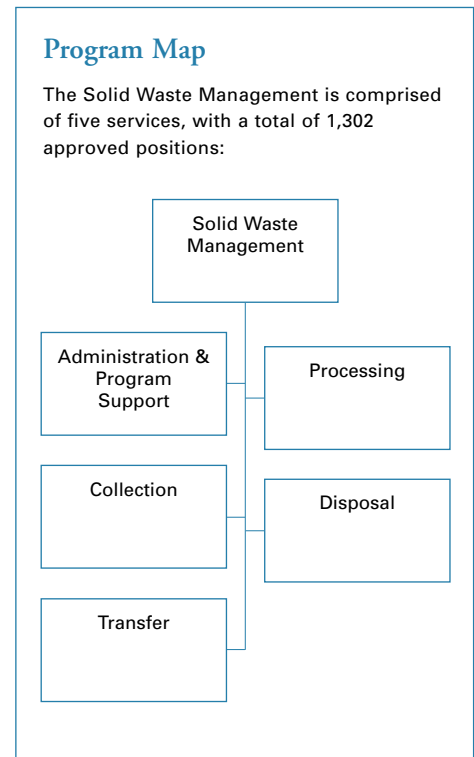 Program Map
The Solid Waste Management is comprised
of five services, with a total of 1,302
approved positions:
Solid Waste
Management
Administration &
Program
Support
Processing
Collection
Disposal
Transfer